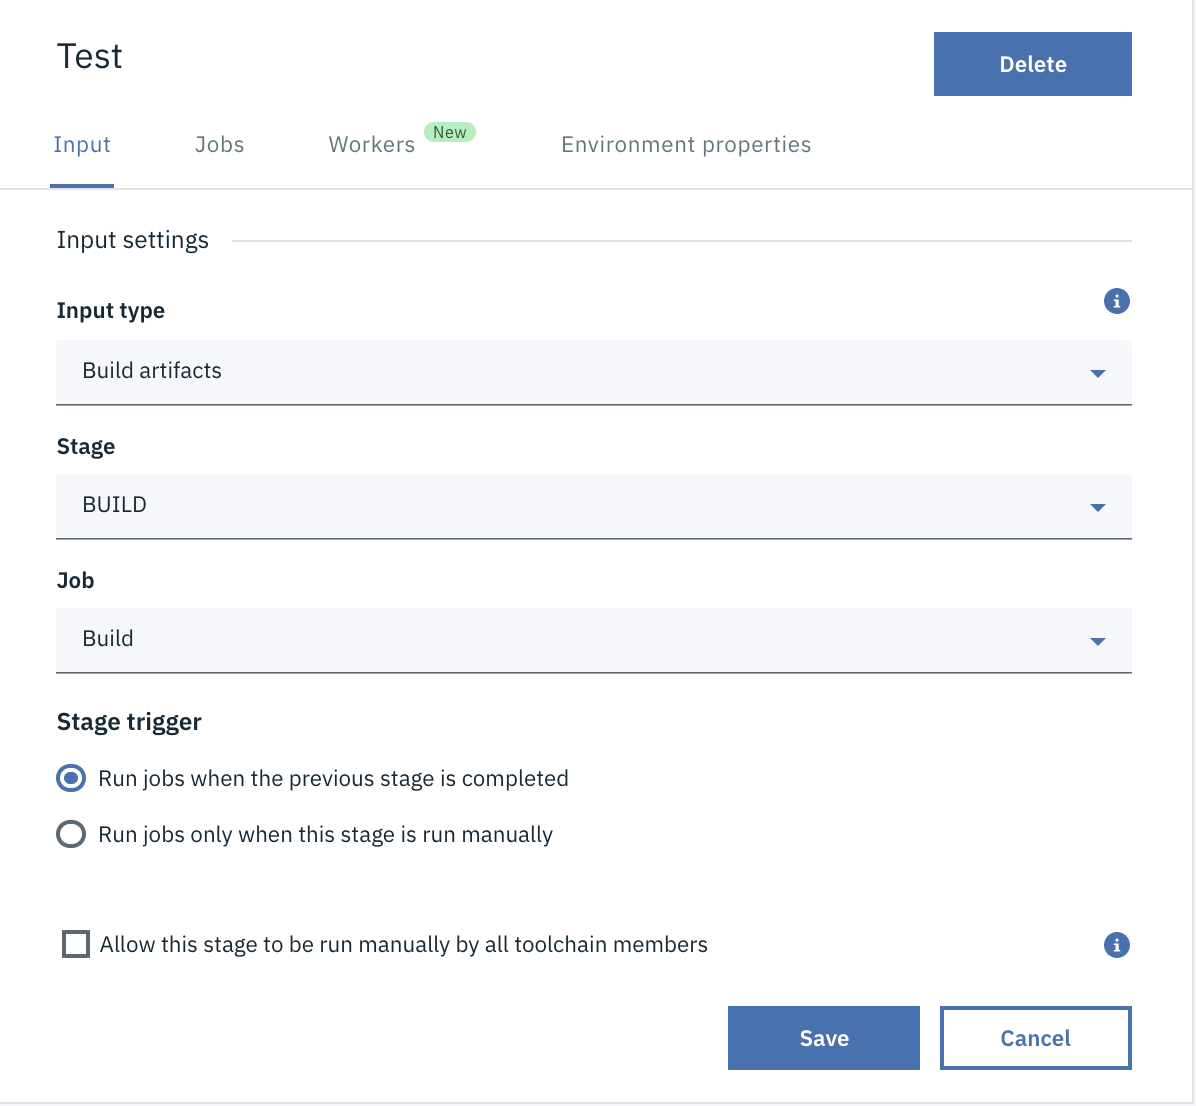 Test
Delete
Input
Jobs
Workers
New
Environment properties
Input settings
Input type
Build artifacts
Stage
BUILD
Job
Build
Stage trigger
Run jobs when the previous stage is completed
Run jobs only when this stage is run manually
Allow this stage to be run manually by all toolchain members
Save
Cancel